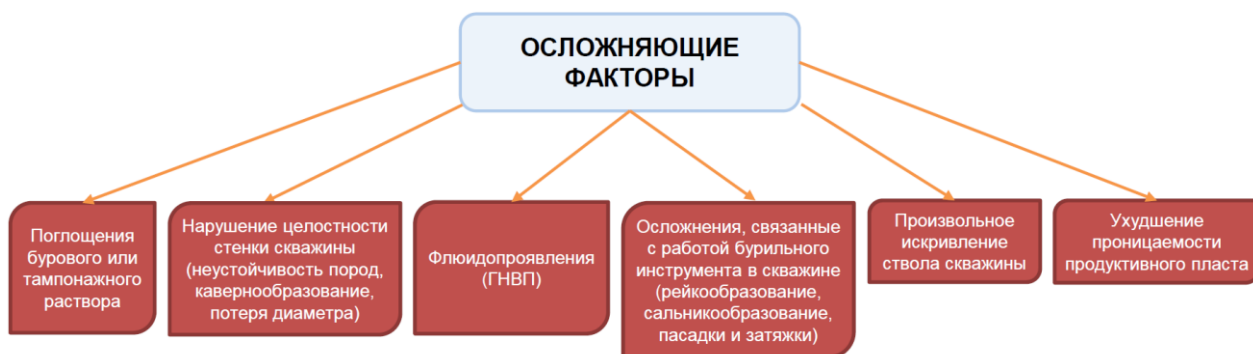 ОСЛОЖНЯЮЩИЕ
ФАКТОРЫ
Поглощения
бурового или
тампонажного
раствора
Нарушение целостности
стенки скважины
(неустойчивость пород,
кавернообразование,
потеря диаметра)
Флюидопроявления
(ГНВП)
Осложнения, связанные
с работой бурильного
инструмента в скважине
(рейкообразование,
сальникообразование,
пасадки и затяжки)
Произвольное
искривление
ствола скважины
Ухудшение
проницаемости
продуктивного пласта